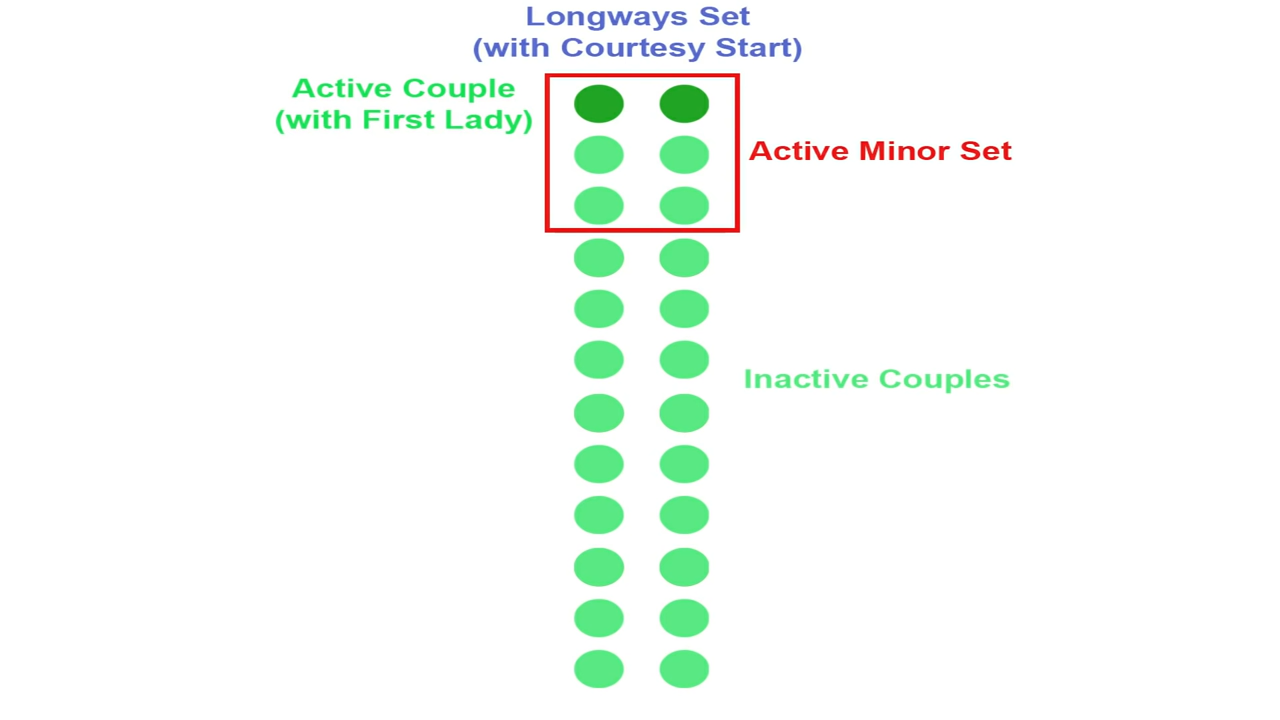 Longways Set
(with Courtesy Start)
Active Couple
(with First Lady)
Active Minor Set
Inactive Couples